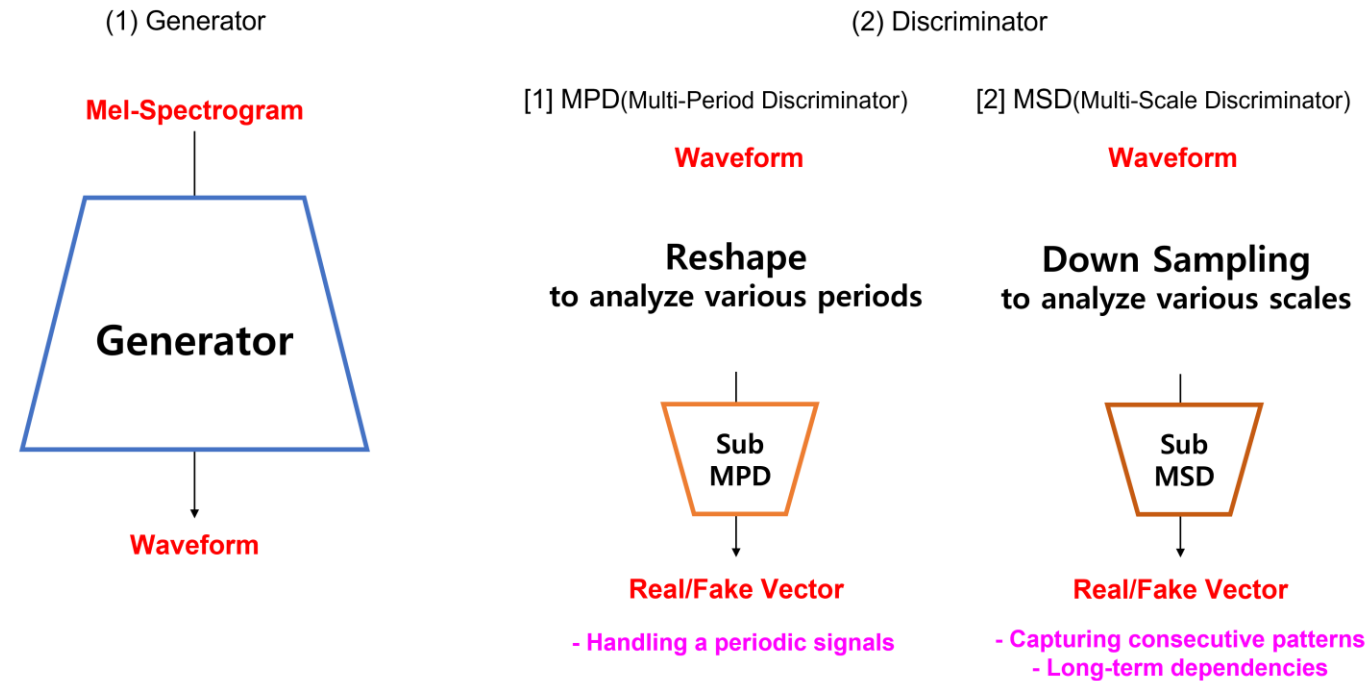 (1) Generator
Mel-Spectrogram
Generator
Waveform
(2) Discriminator
[1] MPD(Multi-Period Discriminator)
Waveform
Reshape
to analyze various periods
Sub
MPD
Real/Fake Vector
- Handling a periodic signals
[2] MSD(Multi-Scale Discriminator)
Waveform
Down Sampling
to analyze various scales
Sub
MSD
Real/Fake Vector
- Capturing consecutive patterns
- Long-term dependencies